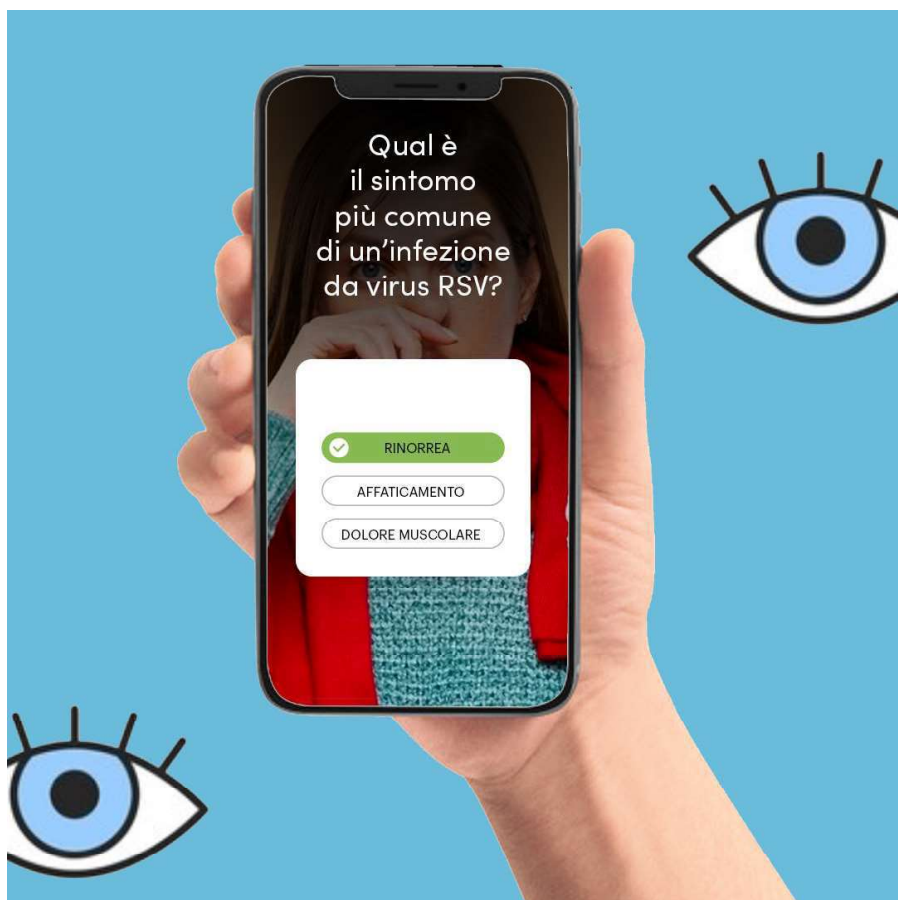 Qual è
il sintomo
più comune
di un’infezione
da virus RSV?
RINORREA
AFFATICAMENTO
DOLORE MUSCOLARE